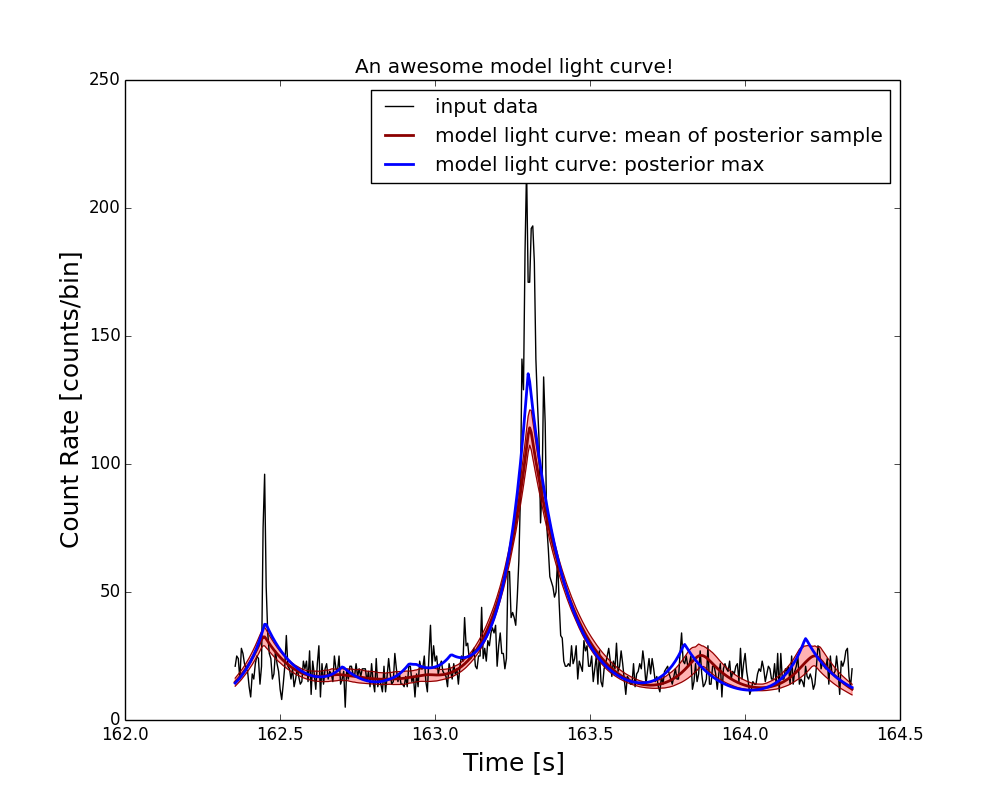 An awesome model light curve!
input data
model light curve: mean of posterior sample
model light curve: posterior max
Count Rate [counts/bin]
250
200
150
100
50
0
162.0 162.5 163.0 163.5 164.0 164.5
Time [s]